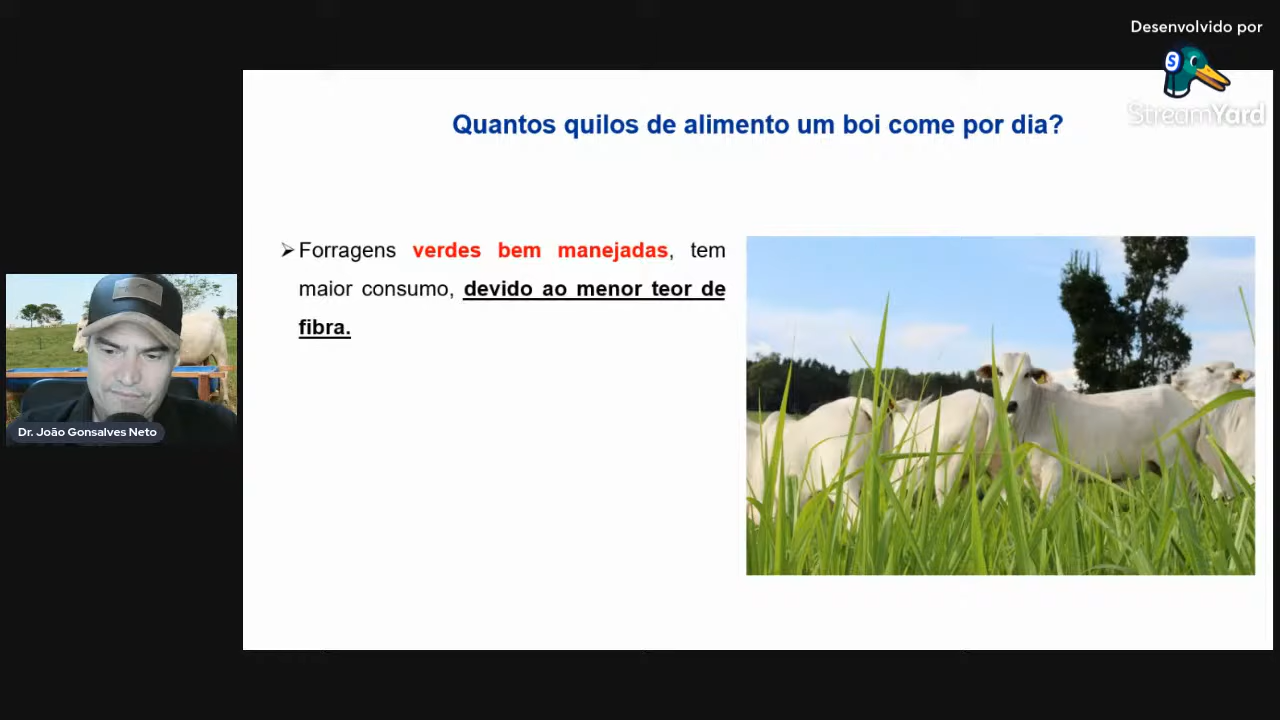 Desenvolvido por
StreamYard
Quantos quilos de alimento um boi come por dia?
➢Forragens verdes bem manejadas, tem
maior consumo, devido ao menor teor de
fibra.
Dr. João Gonsalves Neto